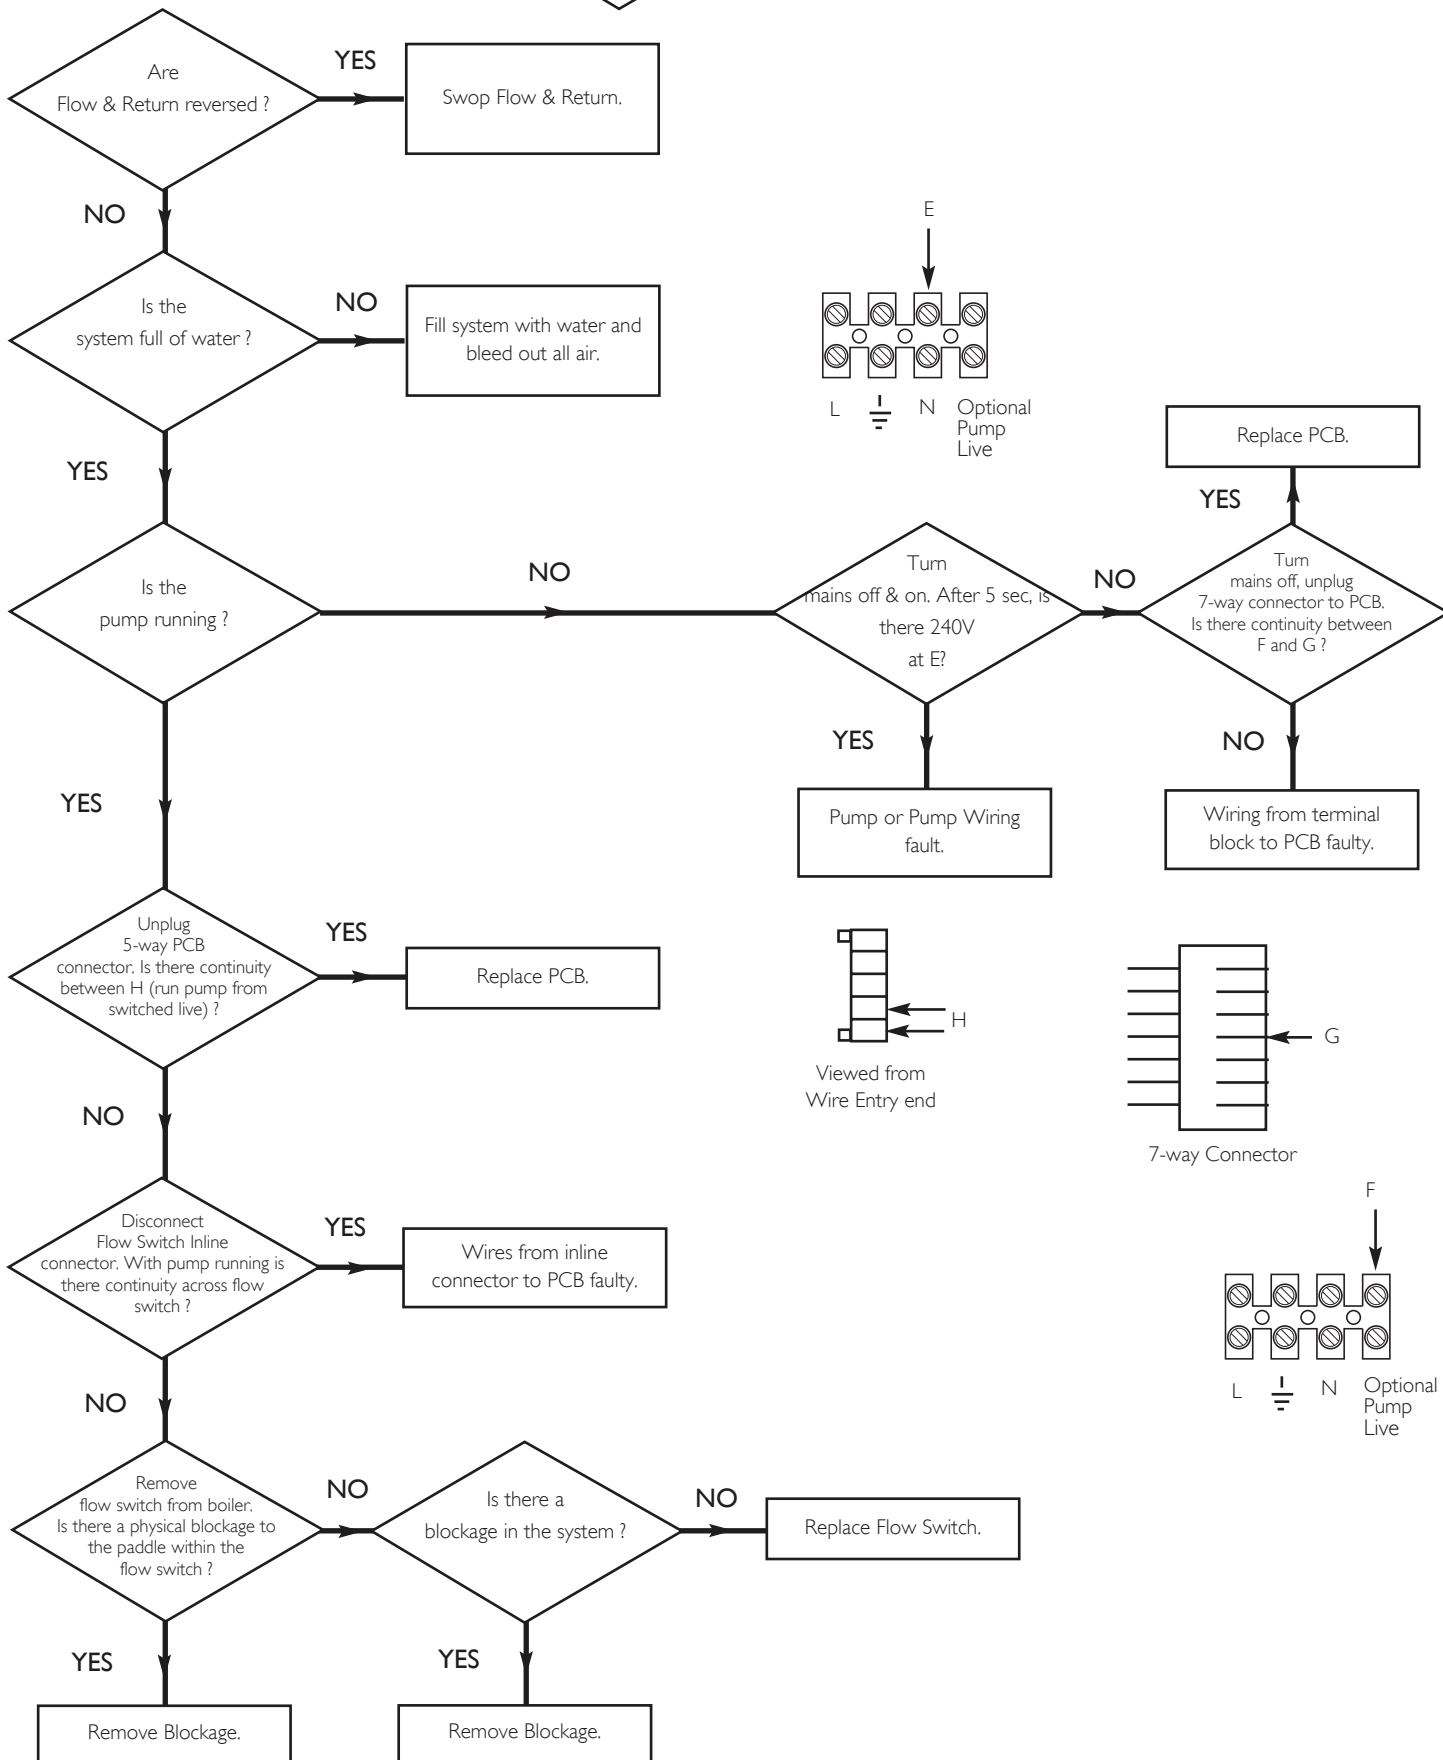 Are
Flow & Return reversed ?
YES
Swop Flow & Return.
NO
Is the
system full of water ?
NO
Fill system with water and
bleed out all air.
E
L
N
Optional
Pump
Live
YES
Is the
pump running ?
NO
Turn
mains off & on. After 5 sec, is
there 240V
at E?
NO
Turn
mains off, unplug
7-way connector to PCB.
Is there continuity between
F and G ?
YES
Replace PCB.
YES
Pump or Pump Wiring
fault.
NO
Wiring from terminal
block to PCB faulty.
YES
Unplug
5-way PCB
connector. Is there continuity
between H (run pump from
switched live) ?
YES
Replace PCB.
H
Viewed from
Wire Entry end
G
7-way Connector
NO
Disconnect
Flow Switch Inline
connector. With pump running is
there continuity across flow
switch ?
YES
Wires from inline
connector to PCB faulty.
F
L
N
Optional
Pump
Live
NO
Remove
flow switch from boiler.
Is there a physical blockage to
the paddle within the
flow switch ?
NO
Is there a
blockage in the system ?
NO
Replace Flow Switch.
YES
Remove Blockage.
YES
Remove Blockage.